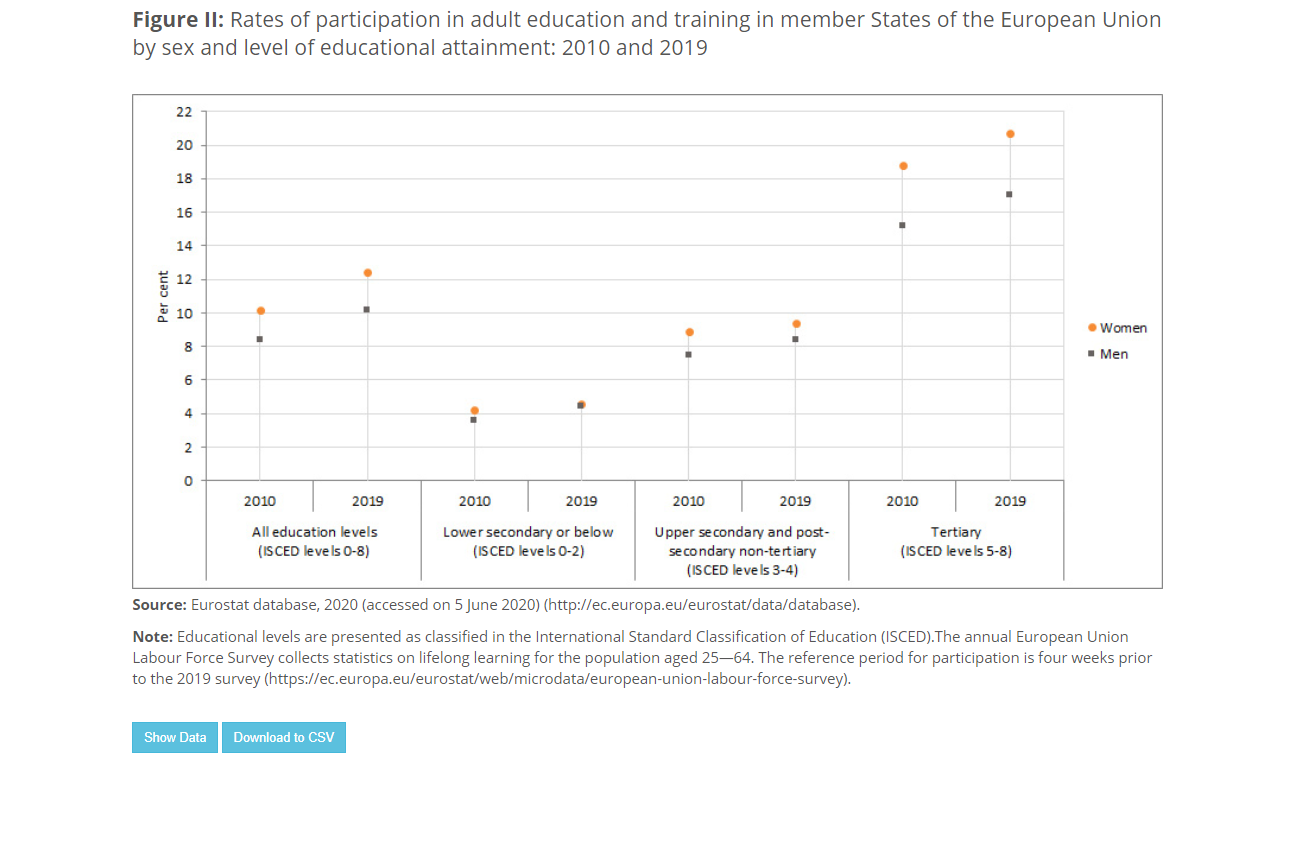 Figure II: Rates of participation in adult education and training in member States of the European Union
by sex and level of educational attainment: 2010 and 2019
22
20
18
16
14
12
10
8
6
4
2
0
Per cent
Women
Men
2010 2019 2010 2019 2010 2019 2010 2019
All education levels
(ISCED levels 0-8)
Lower secondary or below
(ISCED levels 0-2)
Upper secondary and post-
secondary non-tertiary
(ISCED levels 3-4)
Tertiary
(ISCED levels 5-8)
Source: Eurostat database, 2020 (accessed on 5 June 2020) (http://ec.europa.eu/eurostat/data/database).
Note: Educational levels are presented as classified in the International Standard Classification of Education (ISCED).The annual European Union
Labour Force Survey collects statistics on lifelong learning for the population aged 25—64. The reference period for participation is four weeks prior
to the 2019 survey (https://ec.europa.eu/eurostat/web/microdata/european-union-labour-force-survey).
Show Data
Download to CSV